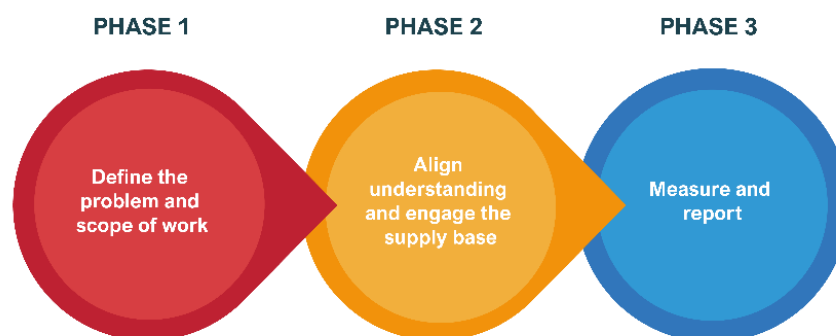 PHASE 1
PHASE 2
PHASE 3
Define the
problem and
scope of work
Align
understanding
and engage the
supply base
Measure and
report